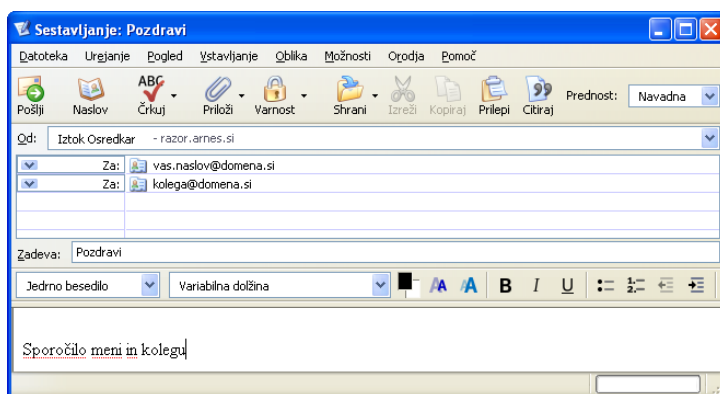 Sestavljanje: Pozdravi
Datoteka Urejanje Pogled Vstavljanje Oblika Možnosti Orodja Pomoč
Pošlji Naslov Črkuj Priloži Varnost Shrani Izreži Kopiraj Prilepi Citiraj Prednost: Navadna
Od: Iztok Osredkar - razor.arnes.si
Za: vas.naslov@domena.si
Za: kolega@domena.si
Zadeva: Pozdravi
Jedrno besedilo Variabilna dolžina B I U
Sporočilo meni in kolegu